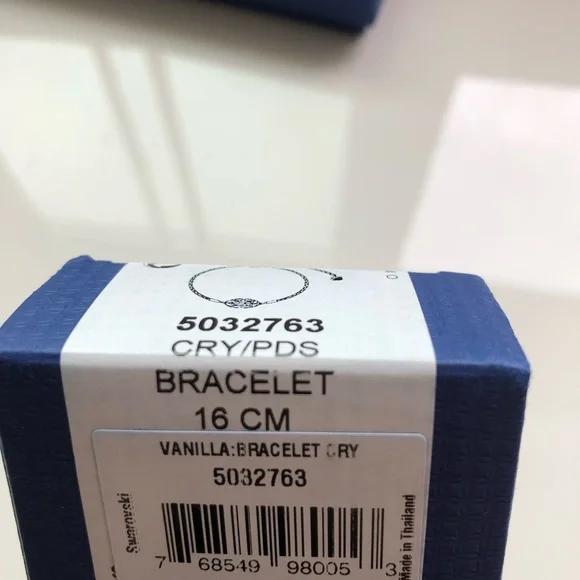 5032763
CRY/PDS
BRACELET
16 CM
VANILLA:BRACELET CRY
5032763
Swarovski
Made in Thailand
7 68549 98005 3